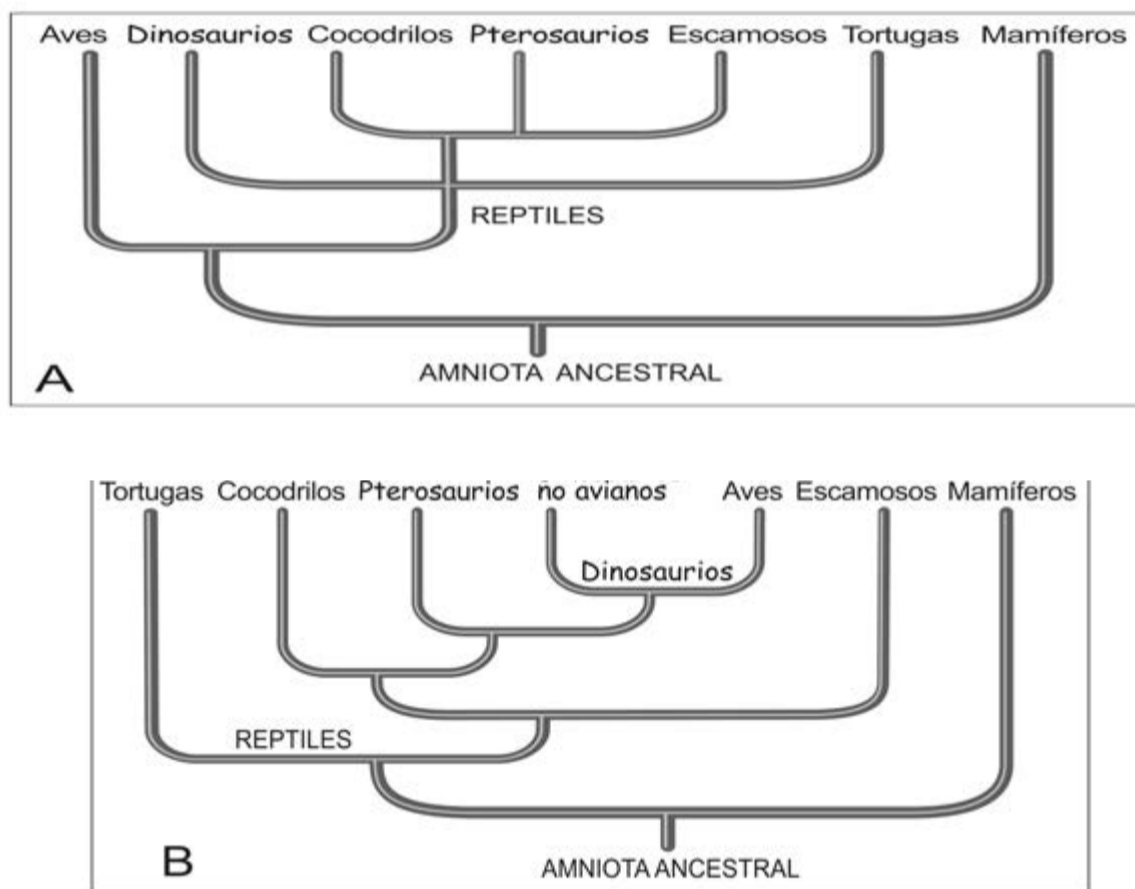 Aves Dinosaurios Cocodrilos Pterosaurios Escamosos Tortugas Mamíferos
REPTILES
AMNIOTA ANCESTRAL
A
Tortugas Cocodrilos Pterosaurios no avianos Aves Escamosos Mamíferos
Dinosaurios
REPTILES
B
AMNIOTA ANCESTRAL